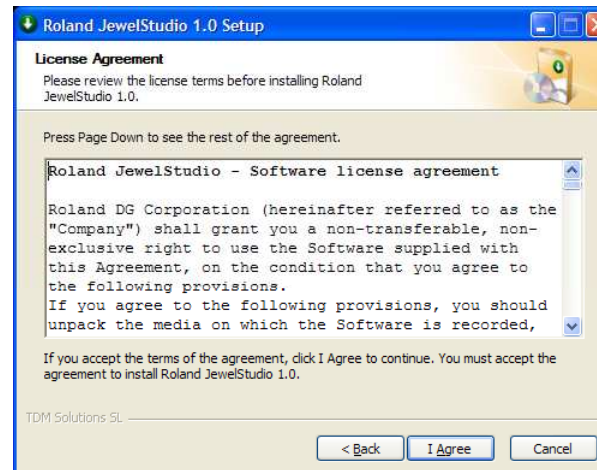 Roland JewelStudio 1.0 Setup
License Agreement
Please review the license terms before installing Roland
JewelStudio 1.0.
Press Page Down to see the rest of the agreement.
Roland JewelStudio - Software license agreement
Roland DG Corporation (hereinafter referred to as the
"Company") shall grant you a non-transferable, non-
exclusive right to use the Software supplied with
this Agreement, on the condition that you agree to
the following provisions.
If you agree to the following provisions, you should
unpack the media on which the Software is recorded,
If you accept the terms of the agreement, click I Agree to continue. You must accept the
agreement to install Roland JewelStudio 1.0.
TDM Solutions SL
< Back I Agree Cancel